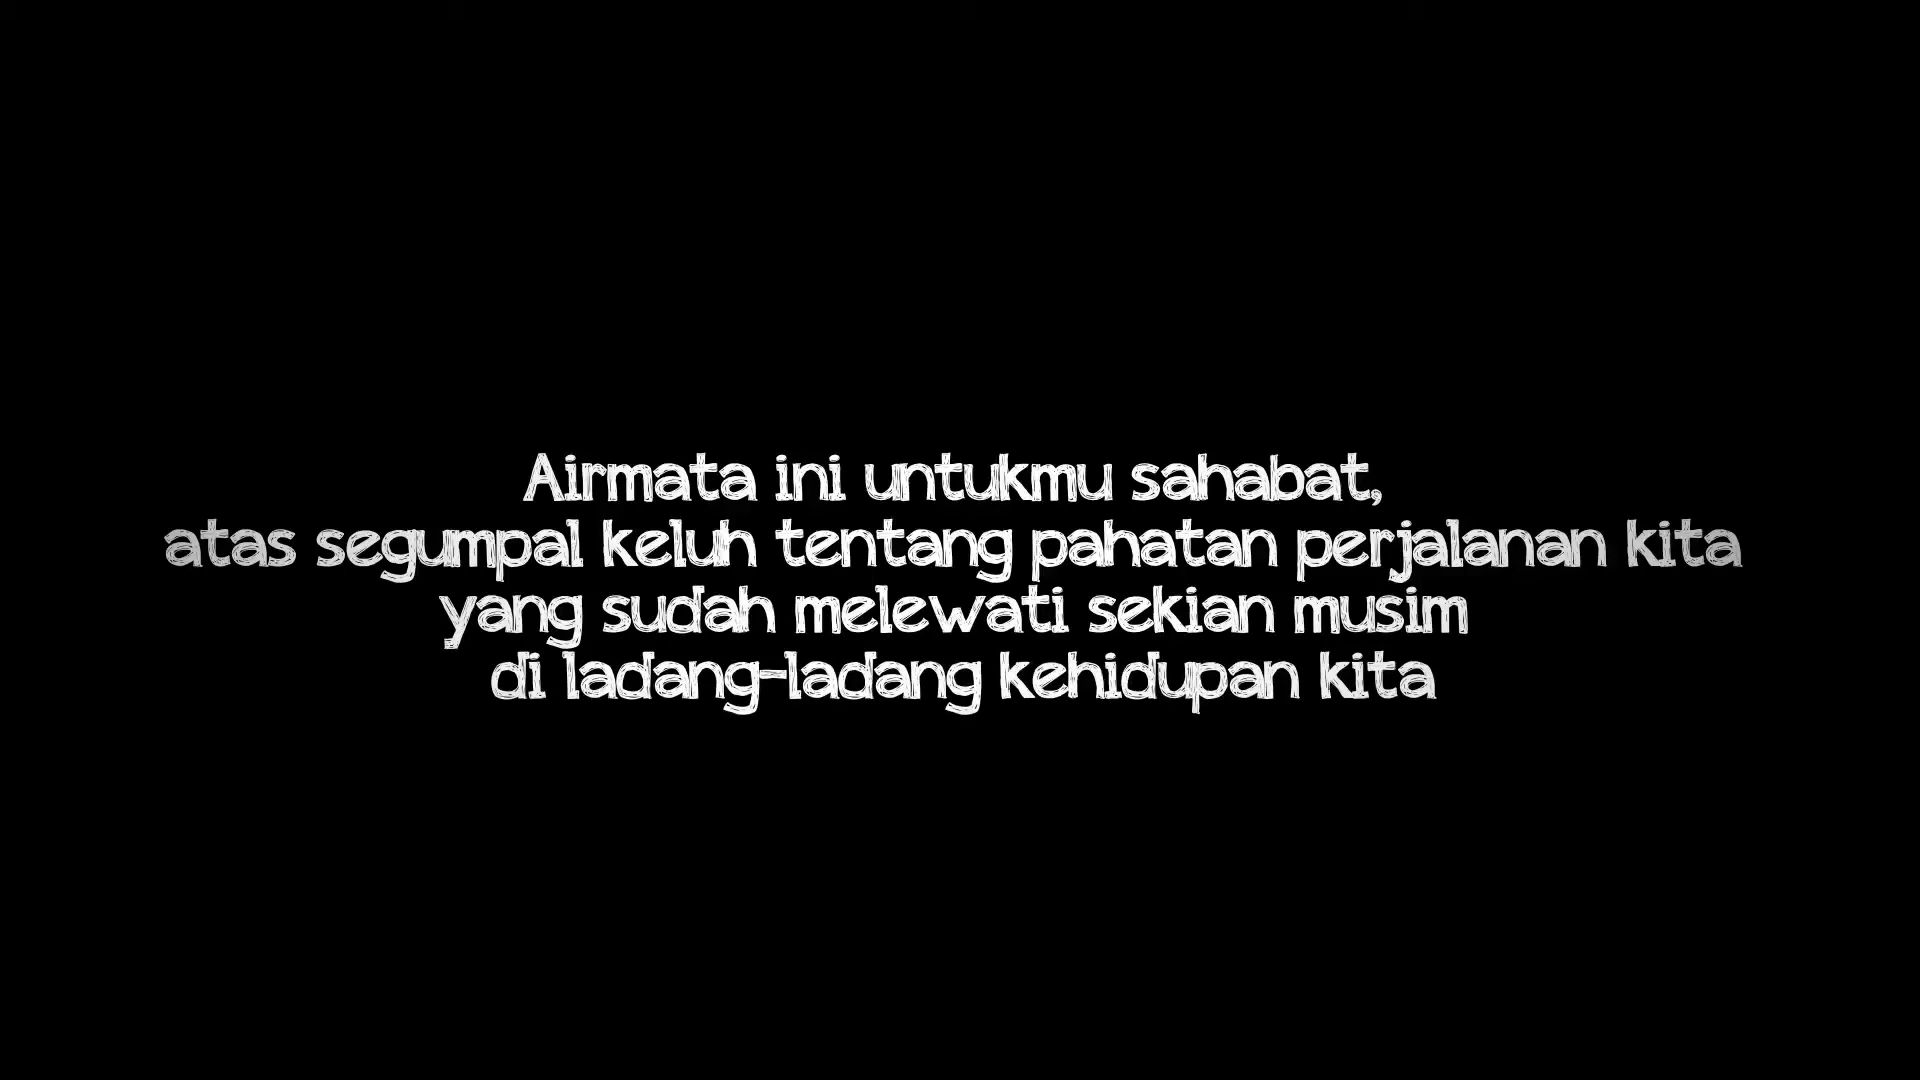 Airmata ini untukmu sahabat,
atas segumpal keluh tentang pahatan perjalanan kita
yang sudah melewati sekian musim
di ladang-ladang kehidupan kita